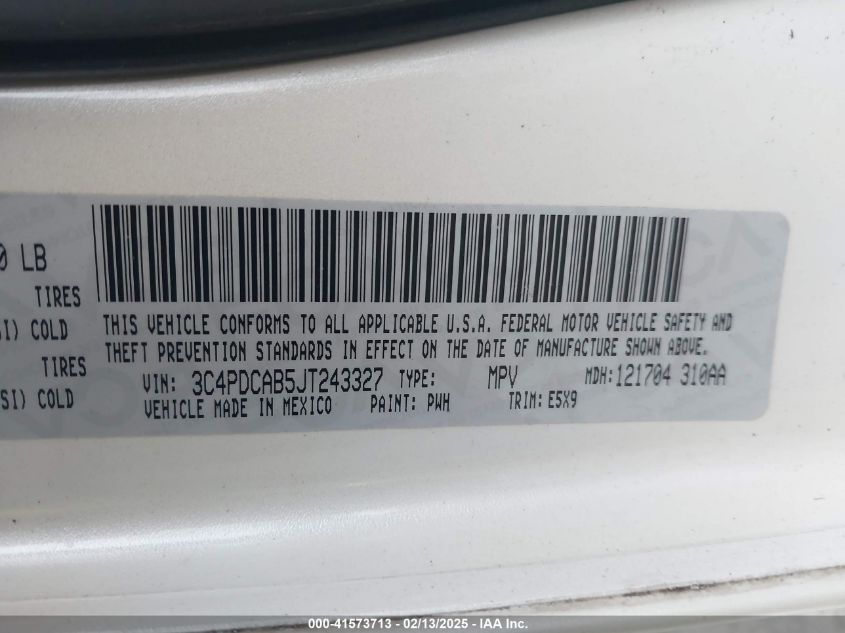 0 LB
TIRES
SI) COLD
TIRES
SI) COLD
THIS VEHICLE CONFORMS TO ALL APPLICABLE U.S.A. FEDERAL MOTOR VEHICLE SAFETY AND
THEFT PREVENTION STANDARDS IN EFFECT ON THE DATE OF MANUFACTURE SHOWN ABOVE.
VIN: 3C4PDCAB5JT243327 TYPE: MPV MDH:121704 310AA
VEHICLE MADE IN MEXICO PAINT: PWH TRIM: E5X9
000-41573713 - 02/13/2025 - IAA Inc.